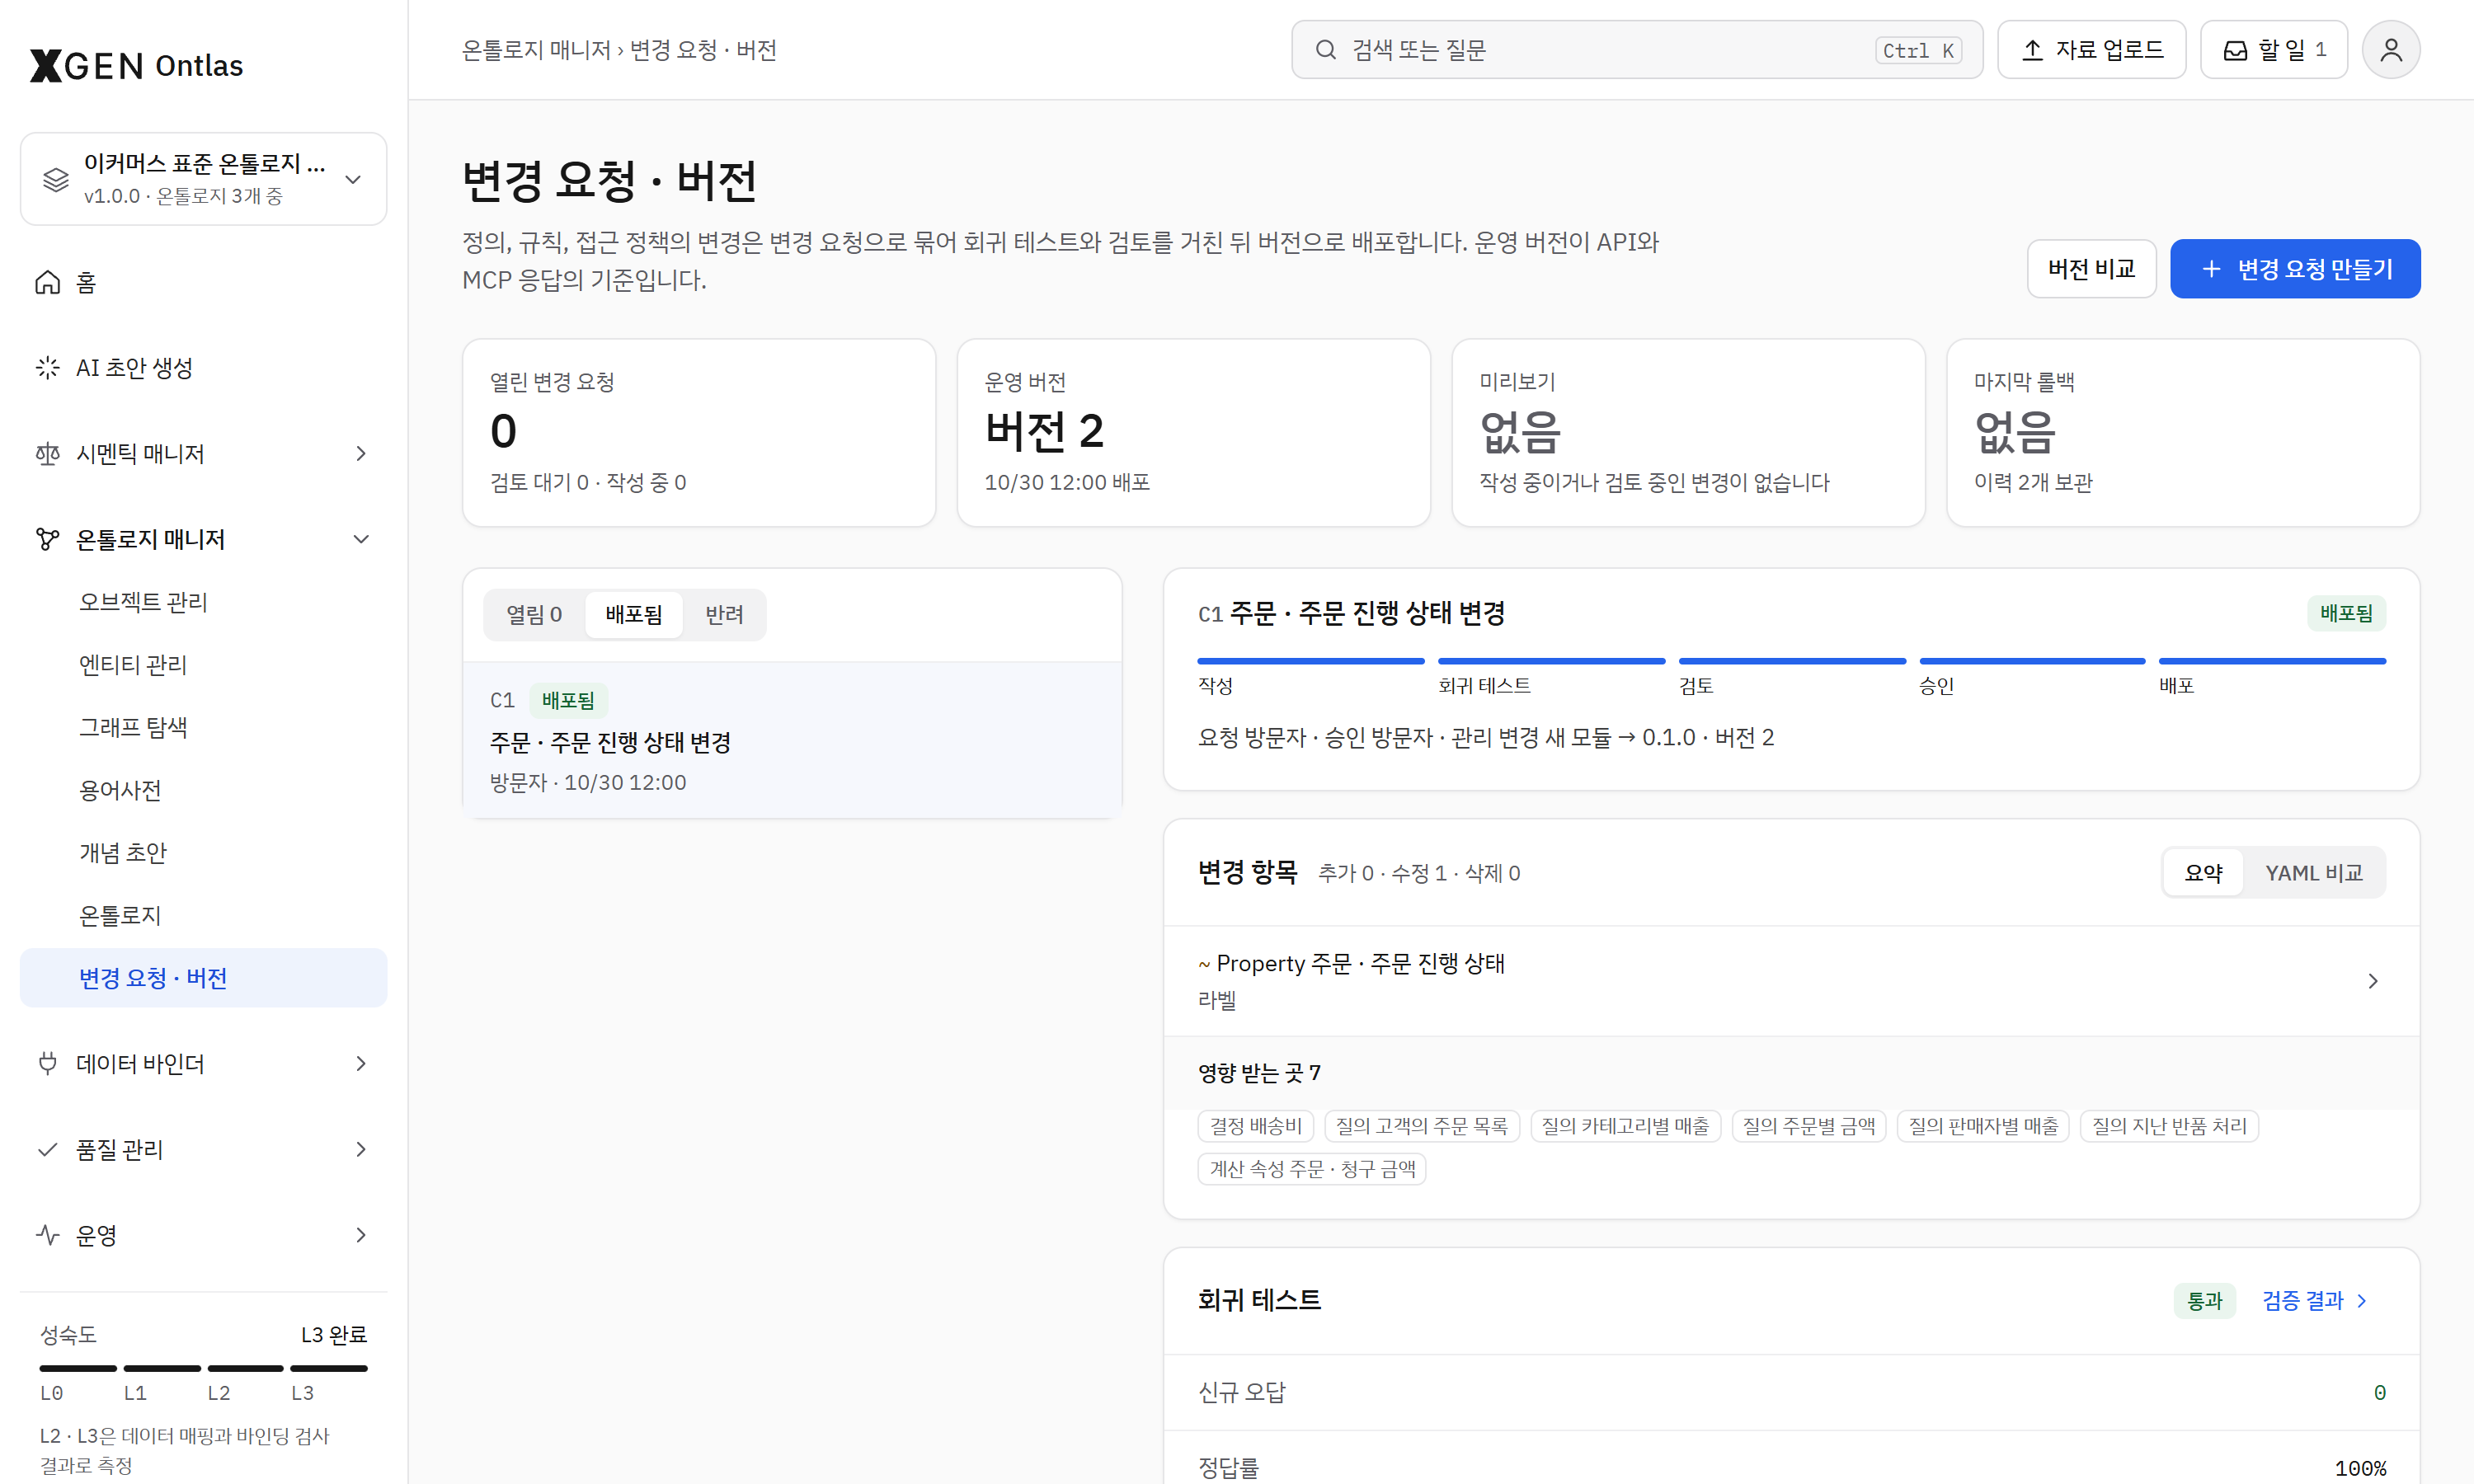 XGEN Ontlas
이커머스 표준 온톨로지 ...
v1.0.0 · 온톨로지 3개 중
홈
AI 초안 생성
시멘틱 매니저
온톨로지 매니저
오브젝트 관리
엔티티 관리
그래프 탐색
용어사전
개념 초안
온톨로지
변경 요청 · 버전
데이터 바인더
품질 관리
운영
성숙도 L3 완료
L0 L1 L2 L3
L2 · L3은 데이터 매핑과 바인딩 검사
결과로 측정
온톨로지 매니저 › 변경 요청 · 버전
검색 또는 질문 Ctrl K
자료 업로드
할 일 1
변경 요청 · 버전
정의, 규칙, 접근 정책의 변경은 변경 요청으로 묶어 회귀 테스트와 검토를 거친 뒤 버전으로 배포합니다. 운영 버전이 API와
MCP 응답의 기준입니다.
버전 비교
+ 변경 요청 만들기
열린 변경 요청
0
검토 대기 0 · 작성 중 0
운영 버전
버전 2
10/30 12:00 배포
미리보기
없음
작성 중이거나 검토 중인 변경이 없습니다
마지막 롤백
없음
이력 2개 보관
열림 0 배포됨 반려
C1 배포됨
주문 · 주문 진행 상태 변경
방문자 · 10/30 12:00
C1 주문 · 주문 진행 상태 변경 배포됨
작성 회귀 테스트 검토 승인 배포
요청 방문자 · 승인 방문자 · 관리 변경 새 모듈 → 0.1.0 · 버전 2
변경 항목 추가 0 · 수정 1 · 삭제 0 요약 YAML 비교
~ Property 주문 · 주문 진행 상태
라벨
영향 받는 곳 7
결정 배송비 질의 고객의 주문 목록 질의 카테고리별 매출 질의 주문별 금액 질의 판매자별 매출 질의 지난 반품 처리
계산 속성 주문 · 청구 금액
회귀 테스트 통과 검증 결과
신규 오답 0
정답률 100%